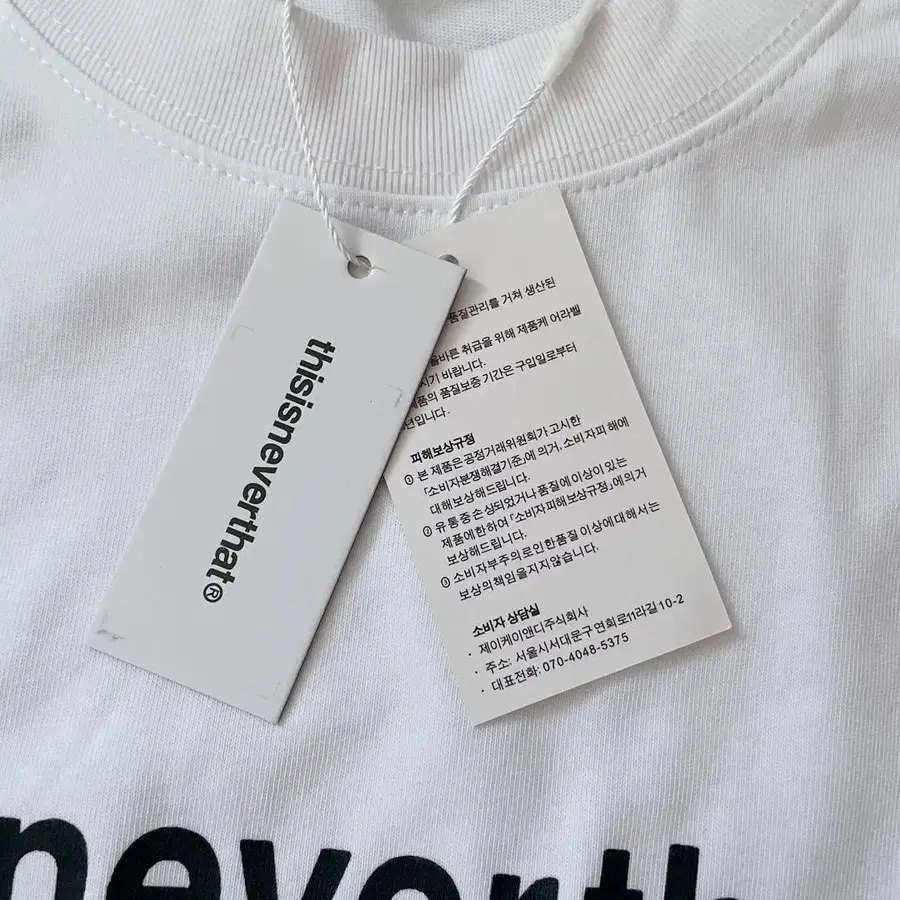 thisisneverthat®
품질관리를 거쳐 생산된
올바른 취급을 위해 제품케 어라벨
시기 바랍니다.
제품의 품질보증 기간은 구입일로부터
년입니다.
피해보상규정
① 본 제품은 공정거래위원회가 고시한
「소비자분쟁해결기준」에 의거, 소비자피 해에
대해보상해드립니다.
② 유통 중 손상되었거나 품질에 이상이 있는
제품에한하여 「소비자피해보상규정」에의거
보상해드립니다.
③ 소비자부주의로인한품질 이상에대해서는
보상의 책임을지지않습니다.
소비자 상담실
· 제이케이앤디주식회사
· 주소: 서울시서대문구 연희로11라길 10-2
· 대표전화: 070-4048-5375
neverth